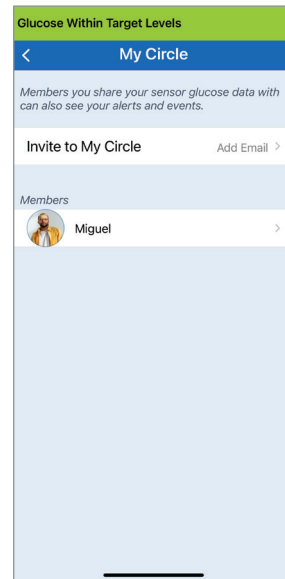 Glucose Within Target Levels
My Circle
Members you share your sensor glucose data with
can also see your alerts and events.
Invite to My Circle Add Email
Members
Miguel